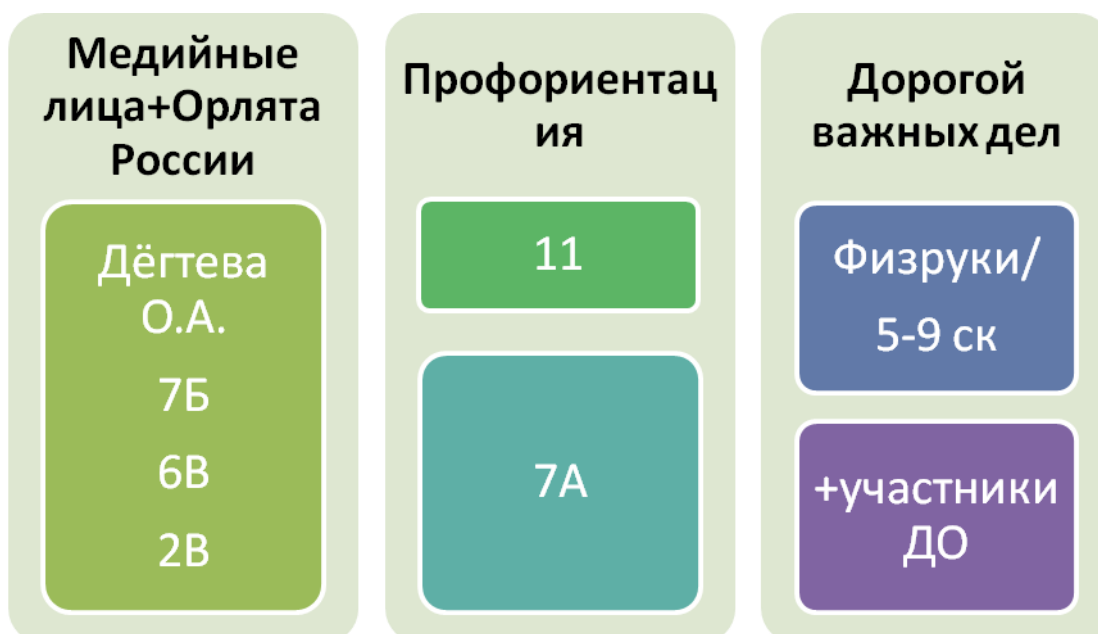 Медийные
лица+Орлята
России
Дёгтева
О.А.
7Б
6В
2В
Профориентац
ия
11
7А
Дорогой
важных дел
Физруки/
5-9 ск
+участники
ДО